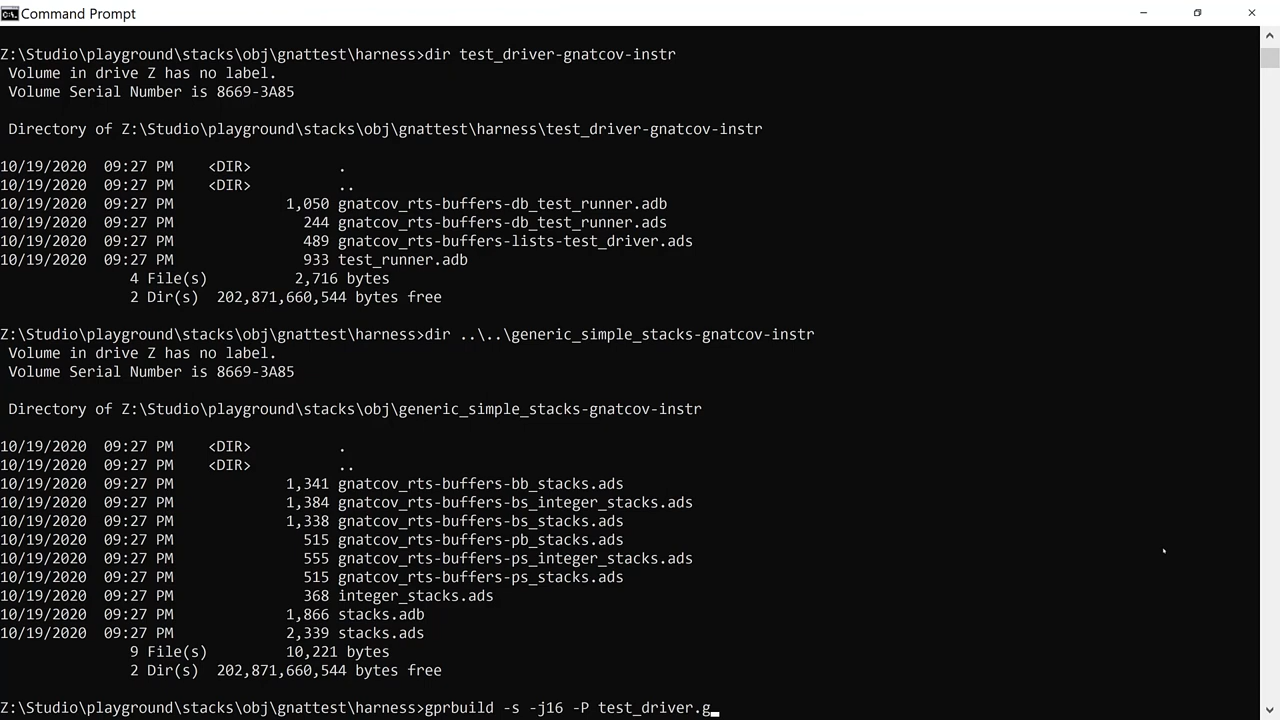 Command Prompt
Z:\Studio\playground\stacks\obj\gnattest\harness>dir test_driver-gnatcov-instr
Volume in drive Z has no label.
Volume Serial Number is 8669-3A85
Directory of Z:\Studio\playground\stacks\obj\gnattest\harness\test_driver-gnatcov-instr
10/19/2020 09:27 PM <DIR> .
10/19/2020 09:27 PM <DIR> ..
10/19/2020 09:27 PM 1,050 gnatcov_rts-buffers-db_test_runner.adb
10/19/2020 09:27 PM 244 gnatcov_rts-buffers-db_test_runner.ads
10/19/2020 09:27 PM 489 gnatcov_rts-buffers-lists-test_driver.ads
10/19/2020 09:27 PM 933 test_runner.adb
4 File(s) 2,716 bytes
2 Dir(s) 202,871,660,544 bytes free
Z:\Studio\playground\stacks\obj\gnattest\harness>dir ..\..\generic_simple_stacks-gnatcov-instr
Volume in drive Z has no label.
Volume Serial Number is 8669-3A85
Directory of Z:\Studio\playground\stacks\obj\generic_simple_stacks-gnatcov-instr
10/19/2020 09:27 PM <DIR> .
10/19/2020 09:27 PM <DIR> ..
10/19/2020 09:27 PM 1,341 gnatcov_rts-buffers-bb_stacks.ads
10/19/2020 09:27 PM 1,384 gnatcov_rts-buffers-bs_integer_stacks.ads
10/19/2020 09:27 PM 1,338 gnatcov_rts-buffers-bs_stacks.ads
10/19/2020 09:27 PM 515 gnatcov_rts-buffers-pb_stacks.ads
10/19/2020 09:27 PM 555 gnatcov_rts-buffers-ps_integer_stacks.ads
10/19/2020 09:27 PM 515 gnatcov_rts-buffers-ps_stacks.ads
10/19/2020 09:27 PM 368 integer_stacks.ads
10/19/2020 09:27 PM 1,866 stacks.adb
10/19/2020 09:27 PM 2,339 stacks.ads
9 File(s) 10,221 bytes
2 Dir(s) 202,871,660,544 bytes free
Z:\Studio\playground\stacks\obj\gnattest\harness>gprbuild -s -j16 -P test_driver.g